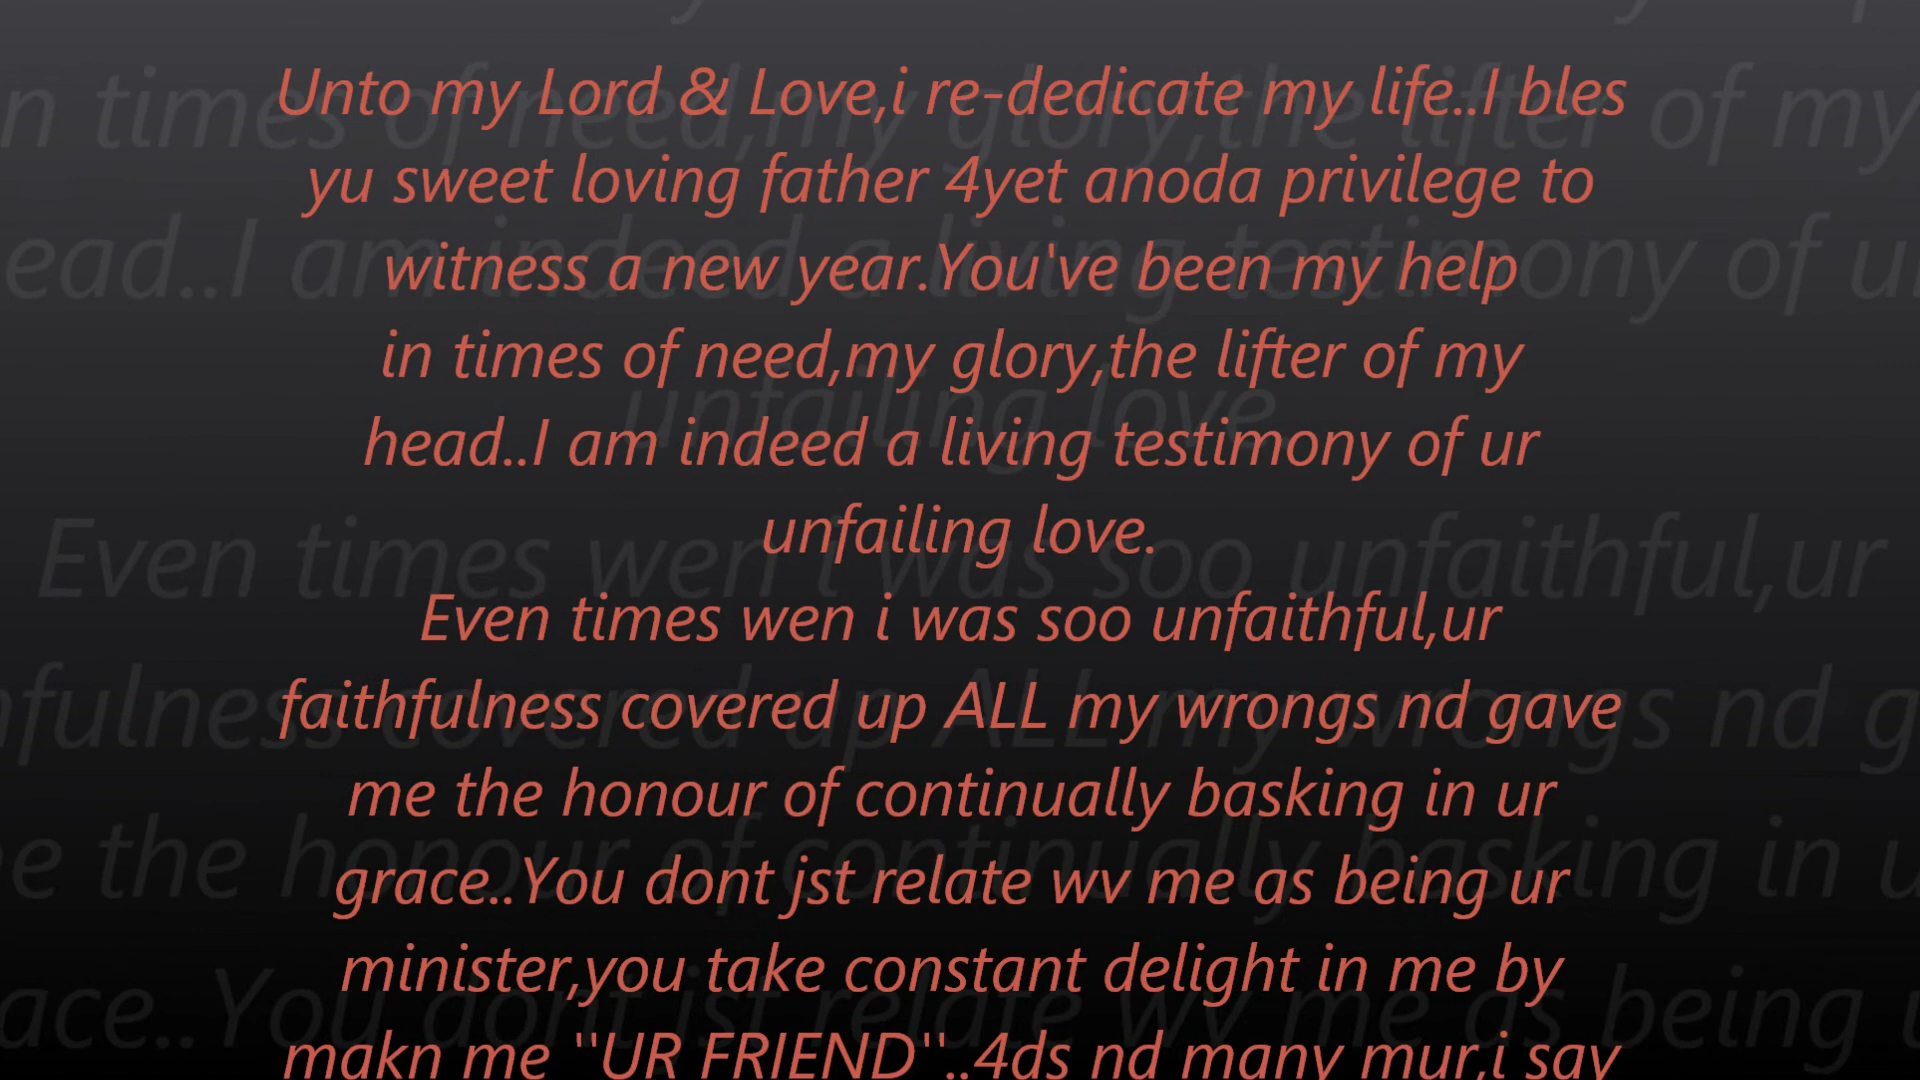 Unto my Lord & Love,i re-dedicate my life..I bles
yu sweet loving father 4yet anoda privilege to
witness a new year.You've been my help
in times of need,my glory,the lifter of my
head..I am indeed a living testimony of ur
unfailing love.
Even times wen i was soo unfaithful,ur
faithfulness covered up ALL my wrongs nd gave
me the honour of continually basking in ur
grace..You dont jst relate wv me as being ur
minister,you take constant delight in me by
makn me "UR FRIEND"..4ds nd many mur,i say